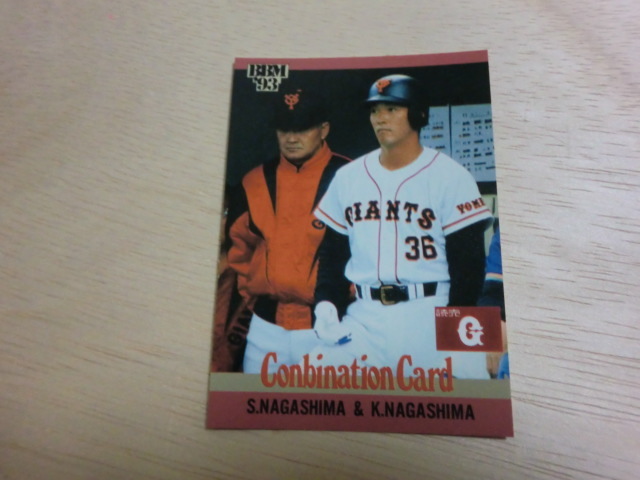 BBM
'93
GIANTS
YOMI
36
G
Conbination Card
S.NAGASHIMA & K.NAGASHIMA